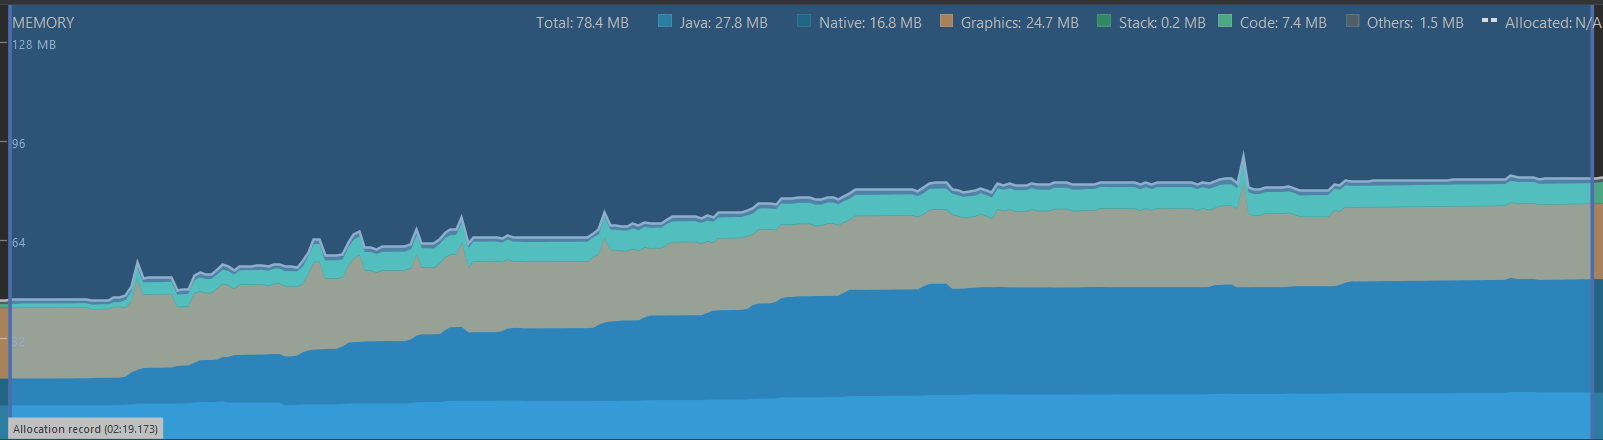 MEMORY Total: 78.4 MB Java: 27.8 MB Native: 16.8 MB Graphics: 24.7 MB Stack: 0.2 MB Code: 7.4 MB Others: 1.5 MB Allocated: N/A
128 MB
96
64
32
Allocation record (02:19.173)